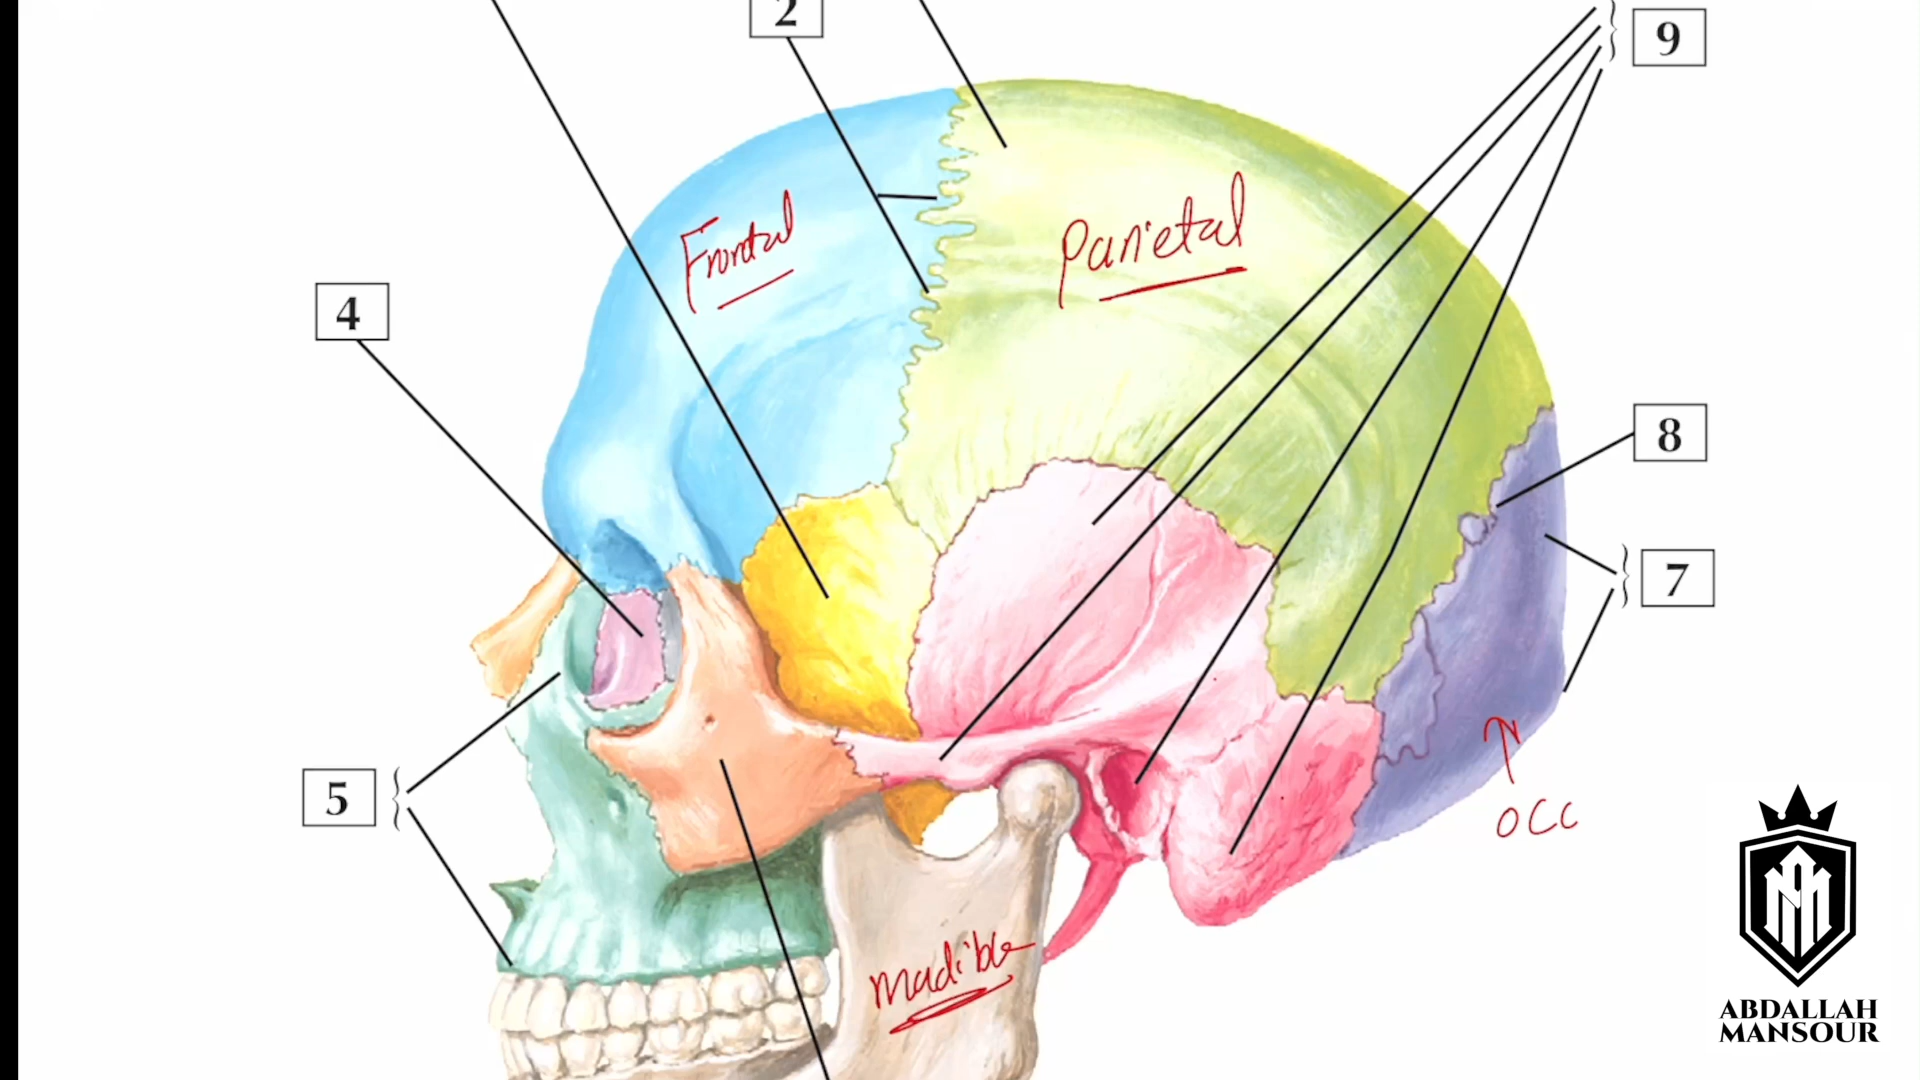 2
9
Frontal
Parietal
4
8
7
5
OCC
madible
ABDALLAH
MANSOUR